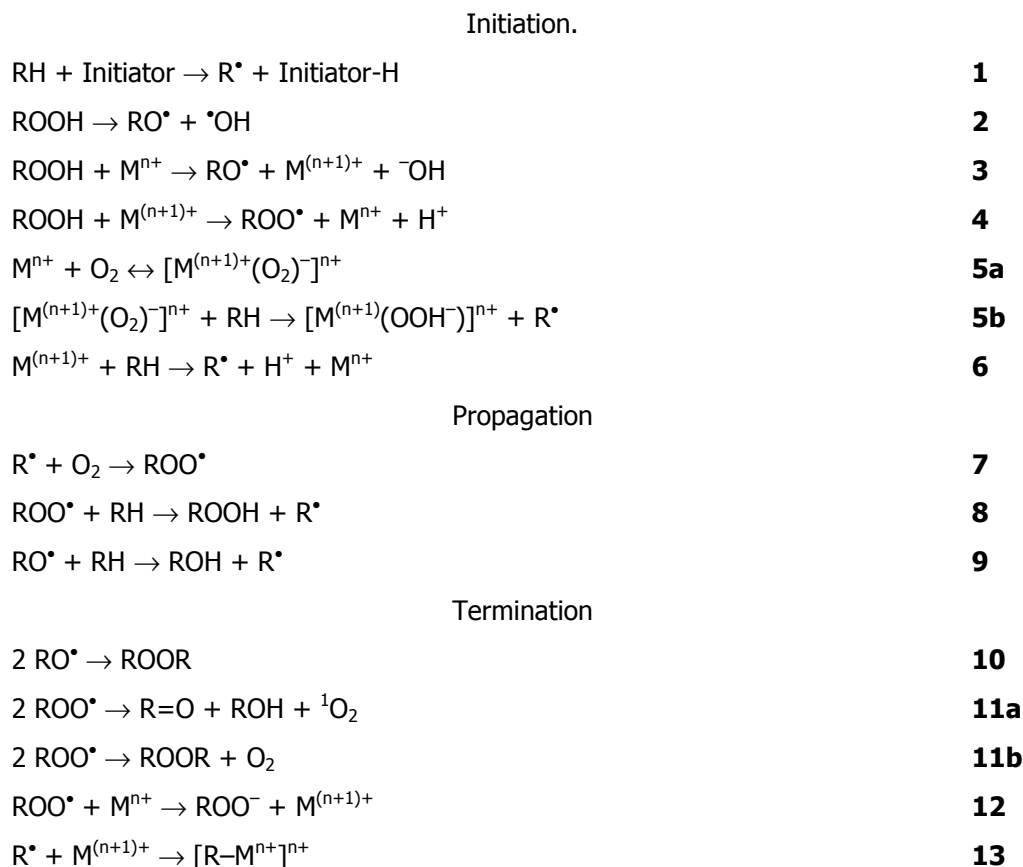 Initiation.
RH + Initiator → R• + Initiator-H 1
ROOH → RO• + •OH 2
ROOH + Mⁿ⁺ → RO• + M⁽ⁿ⁺¹⁾⁺ + ⁻OH 3
ROOH + M⁽ⁿ⁺¹⁾⁺ → ROO• + Mⁿ⁺ + H⁺ 4
Mⁿ⁺ + O₂ ↔ [M⁽ⁿ⁺¹⁾⁺(O₂)⁻]ⁿ⁺ 5a
[M⁽ⁿ⁺¹⁾⁺(O₂)⁻]ⁿ⁺ + RH → [M⁽ⁿ⁺¹⁾(OOH⁻)]ⁿ⁺ + R• 5b
M⁽ⁿ⁺¹⁾⁺ + RH → R• + H⁺ + Mⁿ⁺ 6
Propagation
R• + O₂ → ROO• 7
ROO• + RH → ROOH + R• 8
RO• + RH → ROH + R• 9
Termination
2 RO• → ROOR 10
2 ROO• → R=O + ROH + ¹O₂ 11a
2 ROO• → ROOR + O₂ 11b
ROO• + Mⁿ⁺ → ROO⁻ + M⁽ⁿ⁺¹⁾⁺ 12
R• + M⁽ⁿ⁺¹⁾⁺ → [R–Mⁿ⁺]ⁿ⁺ 13